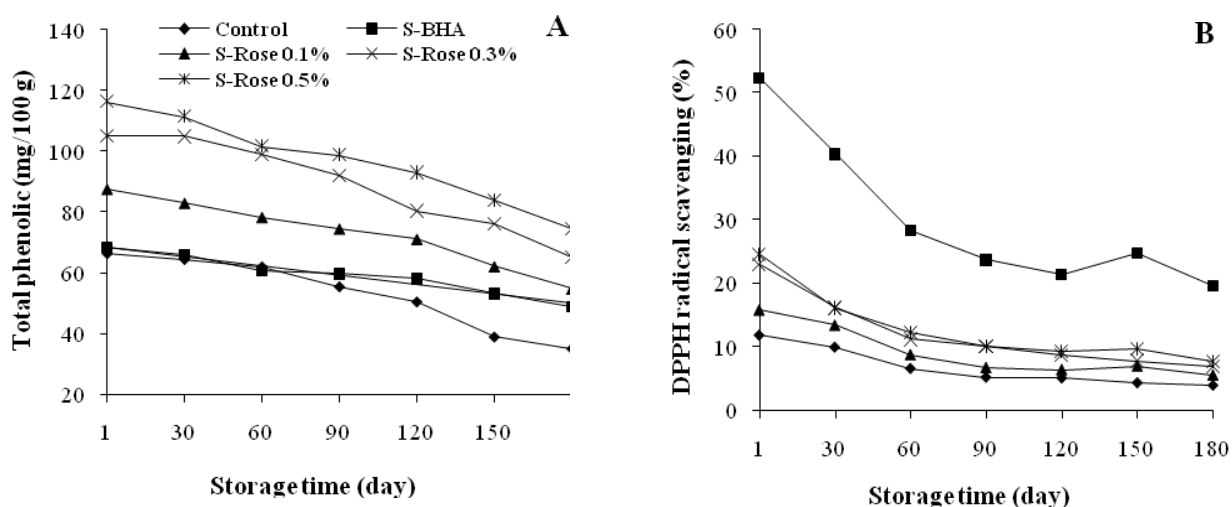 A
Control S-BHA
S-Rose 0.1% S-Rose 0.3%
S-Rose 0.5%
Total phenolic (mg/100 g)
140
120
100
80
60
40
20
1 30 60 90 120 150
Storage time (day)
B
DPPH radical scavenging (%)
60
50
40
30
20
10
0
1 30 60 90 120 150 180
Storage time (day)